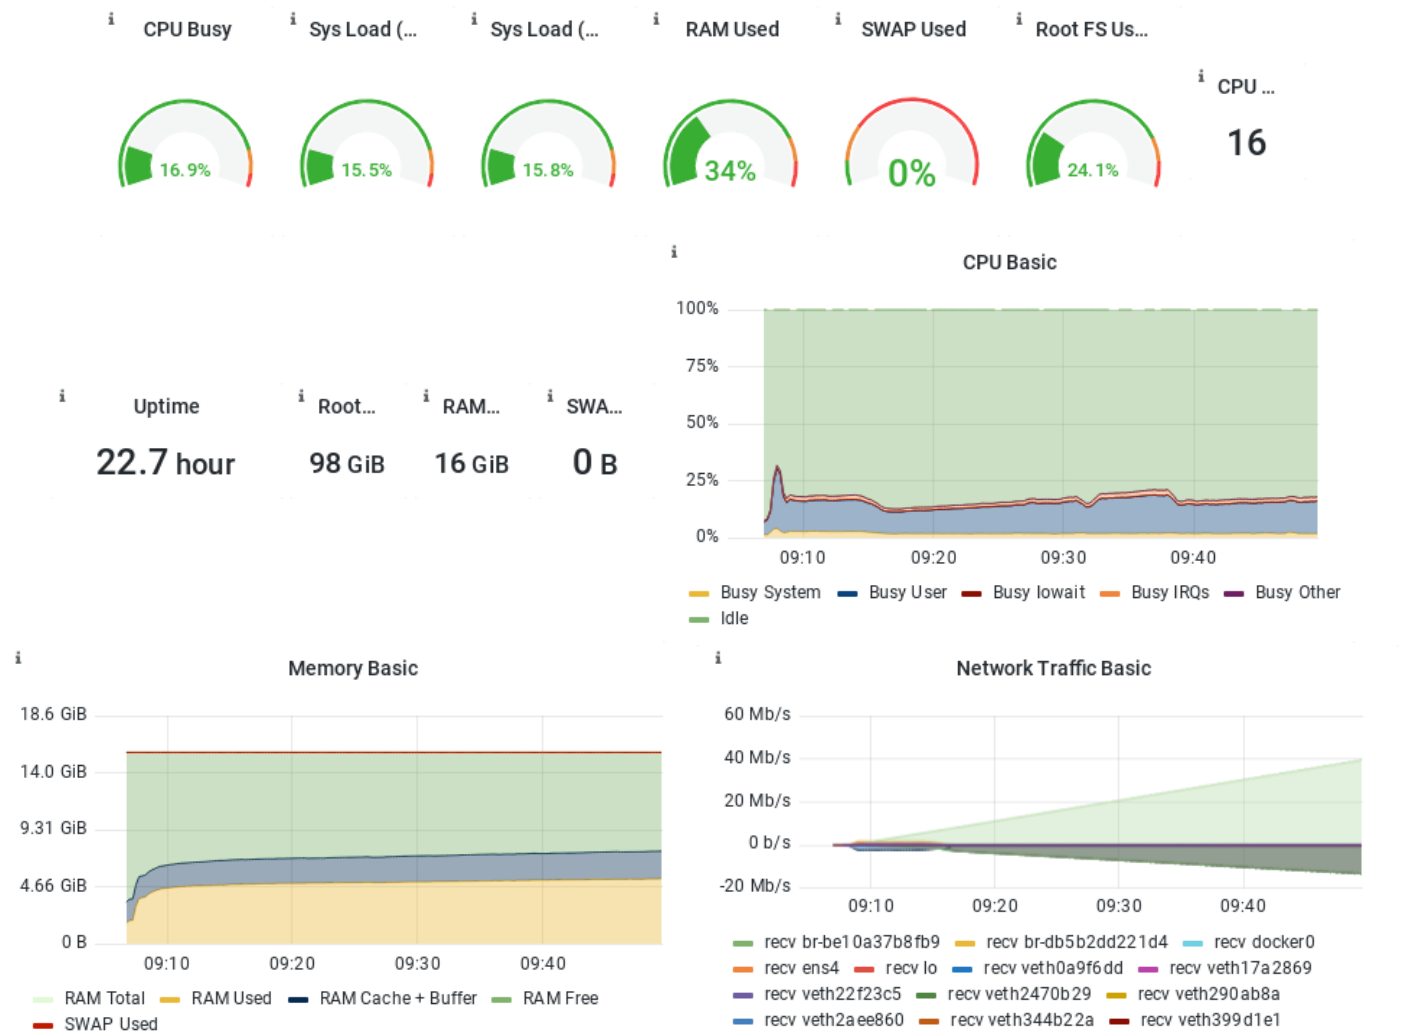 CPU Busy
Sys Load (...
Sys Load (...
RAM Used
SWAP Used
Root FS Us...
CPU ...
16.9%
15.5%
15.8%
34%
0%
24.1%
16
CPU Basic
100%
75%
50%
25%
0%
09:10 09:20 09:30 09:40
Busy System Busy User Busy Iowait Busy IRQs Busy Other
Idle
Uptime
22.7 hour
Root...
98 GiB
RAM...
16 GiB
SWA...
0 B
Memory Basic
18.6 GiB
14.0 GiB
9.31 GiB
4.66 GiB
0 B
09:10 09:20 09:30 09:40
RAM Total RAM Used RAM Cache + Buffer RAM Free
SWAP Used
Network Traffic Basic
60 Mb/s
40 Mb/s
20 Mb/s
0 b/s
-20 Mb/s
09:10 09:20 09:30 09:40
recv br-be10a37b8fb9 recv br-db5b2dd221d4 recv docker0
recv ens4 recv lo recv veth0a9f6dd recv veth17a2869
recv veth22f23c5 recv veth2470b29 recv veth290ab8a
recv veth2aee860 recv veth344b22a recv veth399d1e1